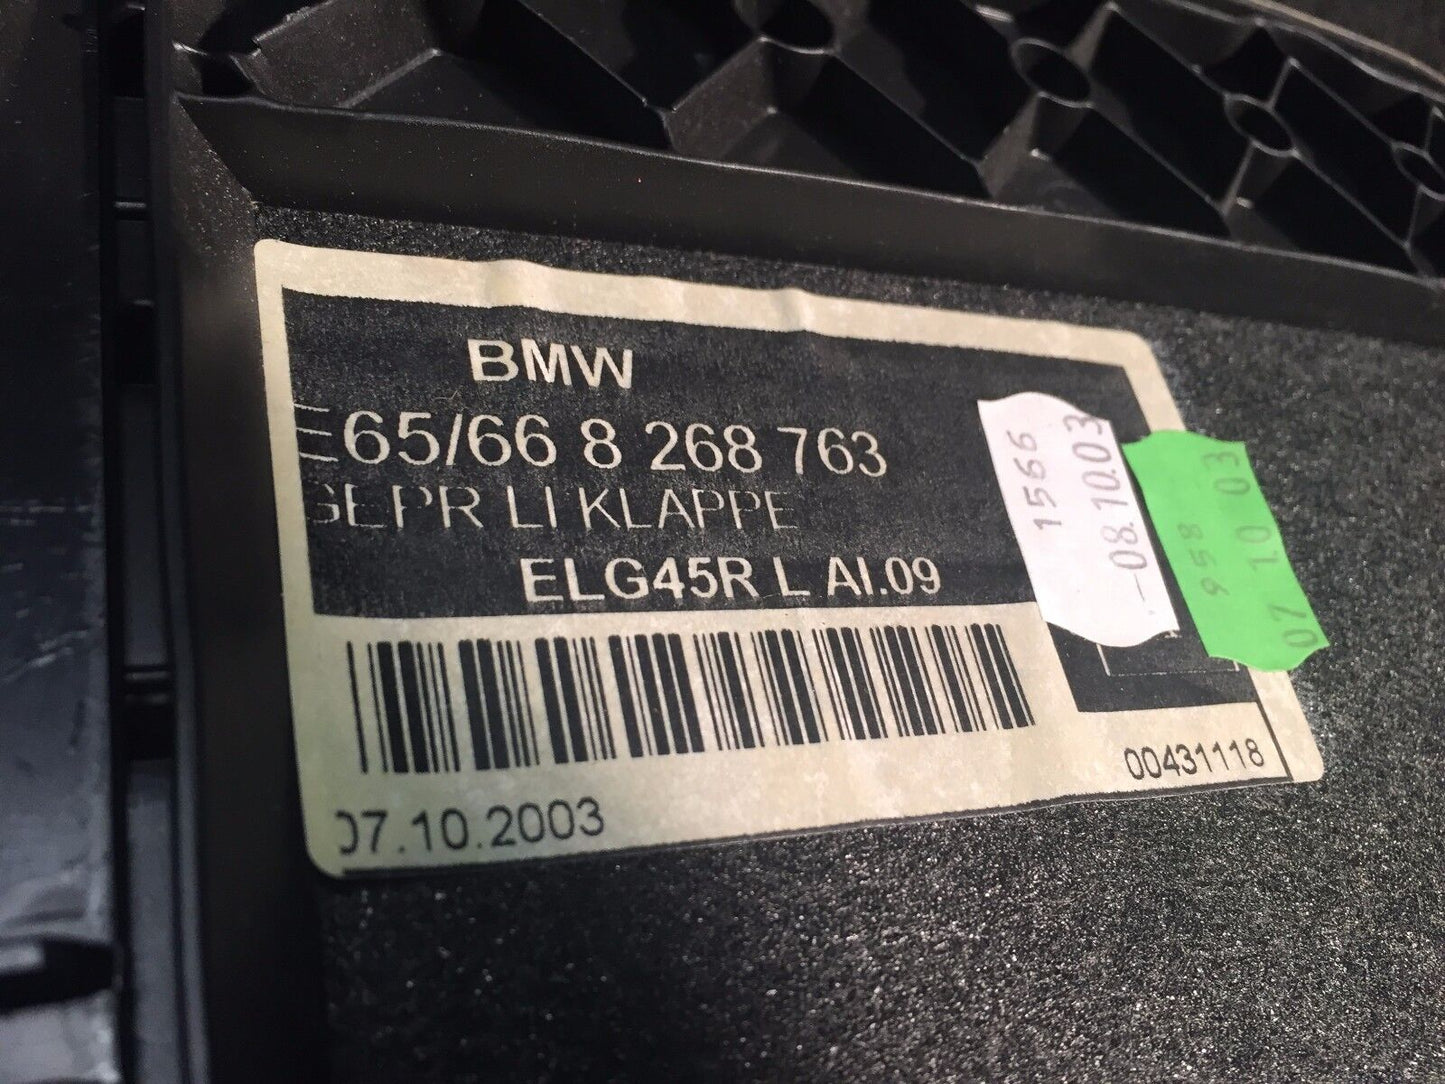 BMW
E65/66 8 268 763
GEPR LI KLAPPE
ELG45R L AI.09
00431118
07.10.2003
1566
08.10.03
958
07 10 03